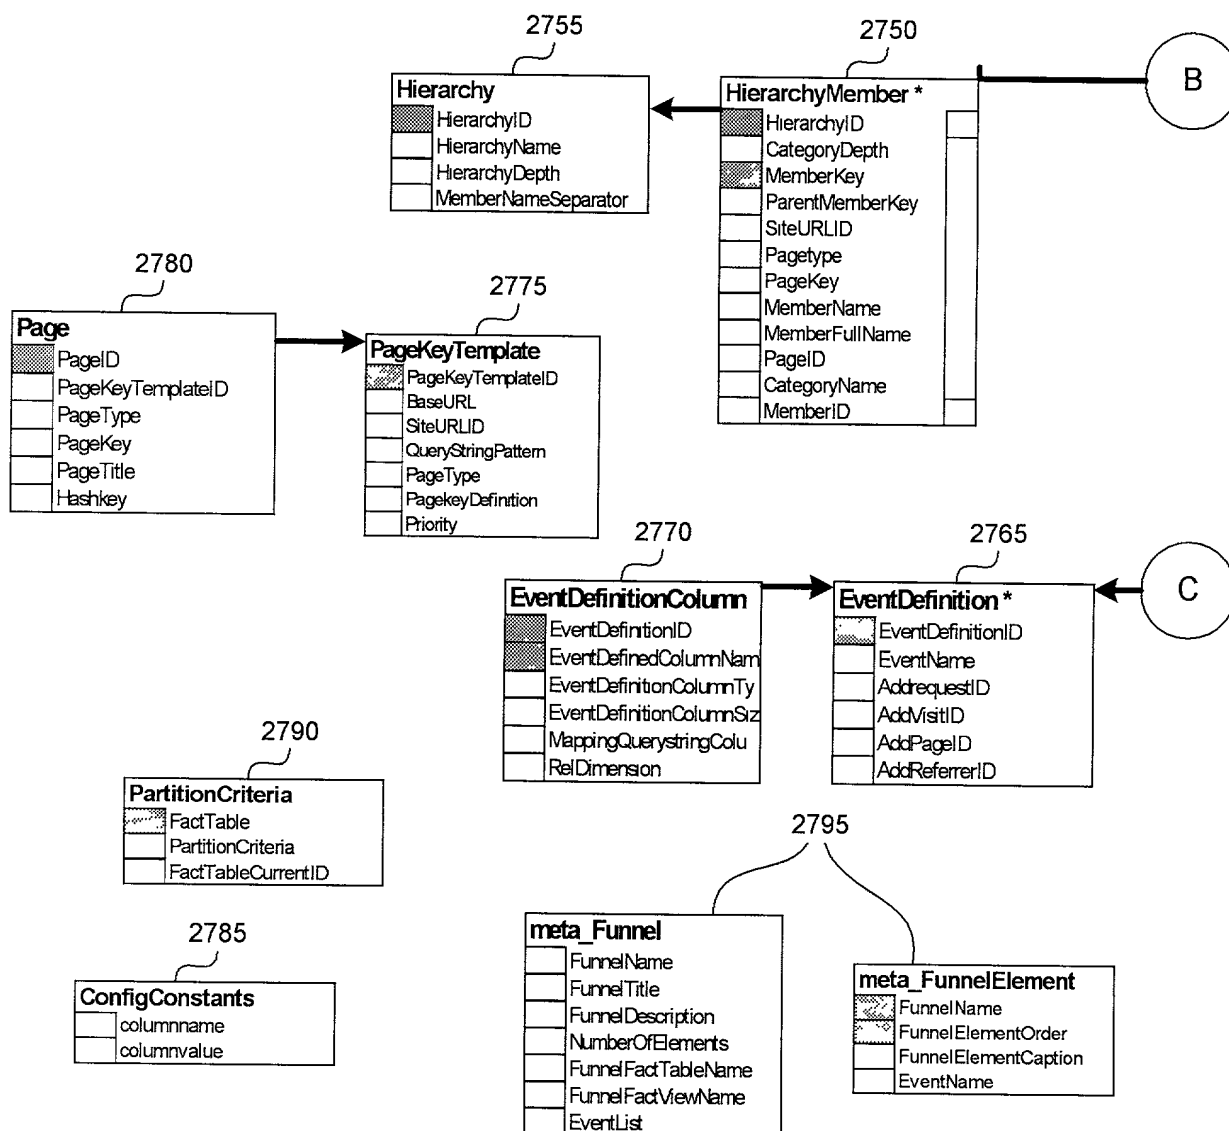 2755
2750
B
Hierarchy
HierarchyID
HierarchyName
HierarchyDepth
MemberNameSeparator
HierarchyMember *
HierarchyID
CategoryDepth
MemberKey
ParentMemberKey
SiteURLID
Pagetype
PageKey
MemberName
MemberFullName
PageID
CategoryName
MemberID
2780
2775
Page
PageID
PageKeyTemplateID
PageType
PageKey
PageTitle
Hashkey
PageKeyTemplate
PageKeyTemplateID
BaseURL
SiteURLID
QueryStringPattern
PageType
PagekeyDefinition
Priority
2770
2765
C
EventDefinitionColumn
EventDefinitionID
EventDefinedColumnNam
EventDefinitionColumnTy
EventDefinitionColumnSiz
MappingQuerystringColu
RelDimension
EventDefinition *
EventDefinitionID
EventName
AddrequestID
AddVisitID
AddPageID
AddReferrerID
2790
PartitionCriteria
FactTable
PartitionCriteria
FactTableCurrentID
2795
2785
ConfigConstants
columnname
columnvalue
meta_Funnel
FunnelName
FunnelTitle
FunnelDescription
NumberOfElements
FunnelFactTableName
FunnelFactViewName
EventList
meta_FunnelElement
FunnelName
FunnelElementOrder
FunnelElementCaption
EventName